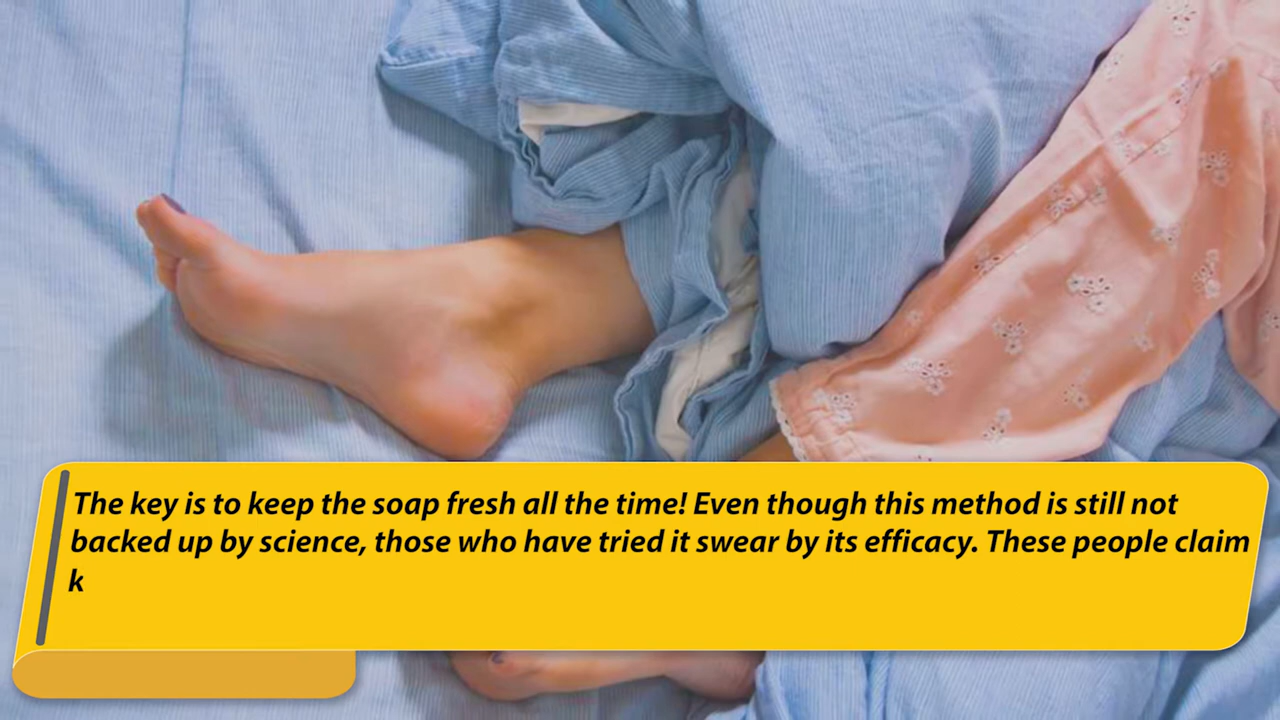 The key is to keep the soap fresh all the time! Even though this method is still not
backed up by science, those who have tried it swear by its efficacy. These people claim
k